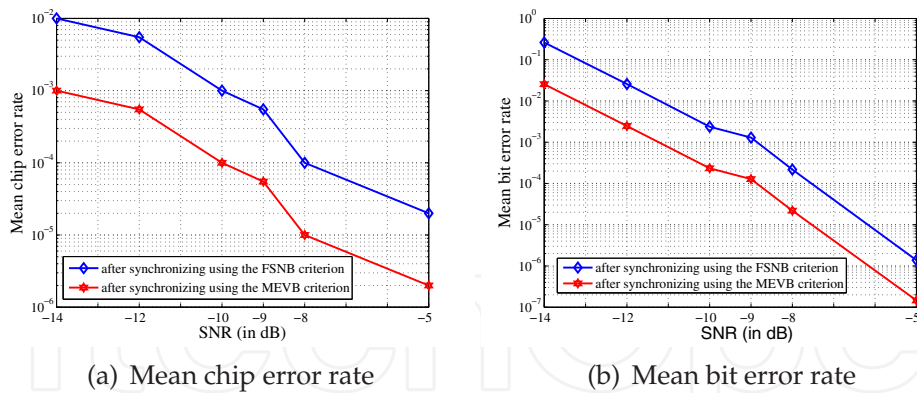 10^-2
10^-3
10^-4
10^-5
10^-6
Mean chip error rate
after synchronizing using the FSNB criterion
after synchronizing using the MEVB criterion
-14 -12 -10 -9 -8 -5
SNR (in dB)
(a) Mean chip error rate
10^0
10^-1
10^-2
10^-3
10^-4
10^-5
10^-6
10^-7
Mean bit error rate
after synchronizing using the FSNB criterion
after synchronizing using the MEVB criterion
-14 -12 -10 -9 -8 -5
SNR (in dB)
(b) Mean bit error rate